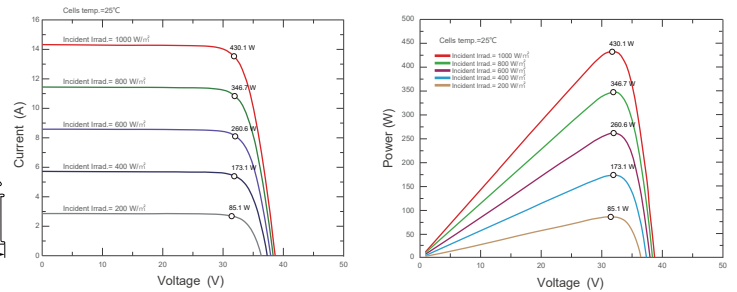 Cells temp.=25℃
16
14
12
10
8
6
4
2
0
Current (A)
Incident Irrad.= 1000 W/㎡
430.1 W
Incident Irrad.= 800 W/㎡
346.7 W
Incident Irrad.= 600 W/㎡
260.6 W
Incident Irrad.= 400 W/㎡
173.1 W
Incident Irrad.= 200 W/㎡
85.1 W
0 10 20 30 40 50
Voltage (V)
500
450
400
350
300
250
200
150
100
50
0
Power (W)
Cells temp.=25℃
Incident Irrad.= 1000 W/㎡
Incident Irrad.= 800 W/㎡
Incident Irrad.= 600 W/㎡
Incident Irrad.= 400 W/㎡
Incident Irrad.= 200 W/㎡
430.1 W
346.7 W
260.6 W
173.1 W
85.1 W
0 10 20 30 40 50
Voltage (V)